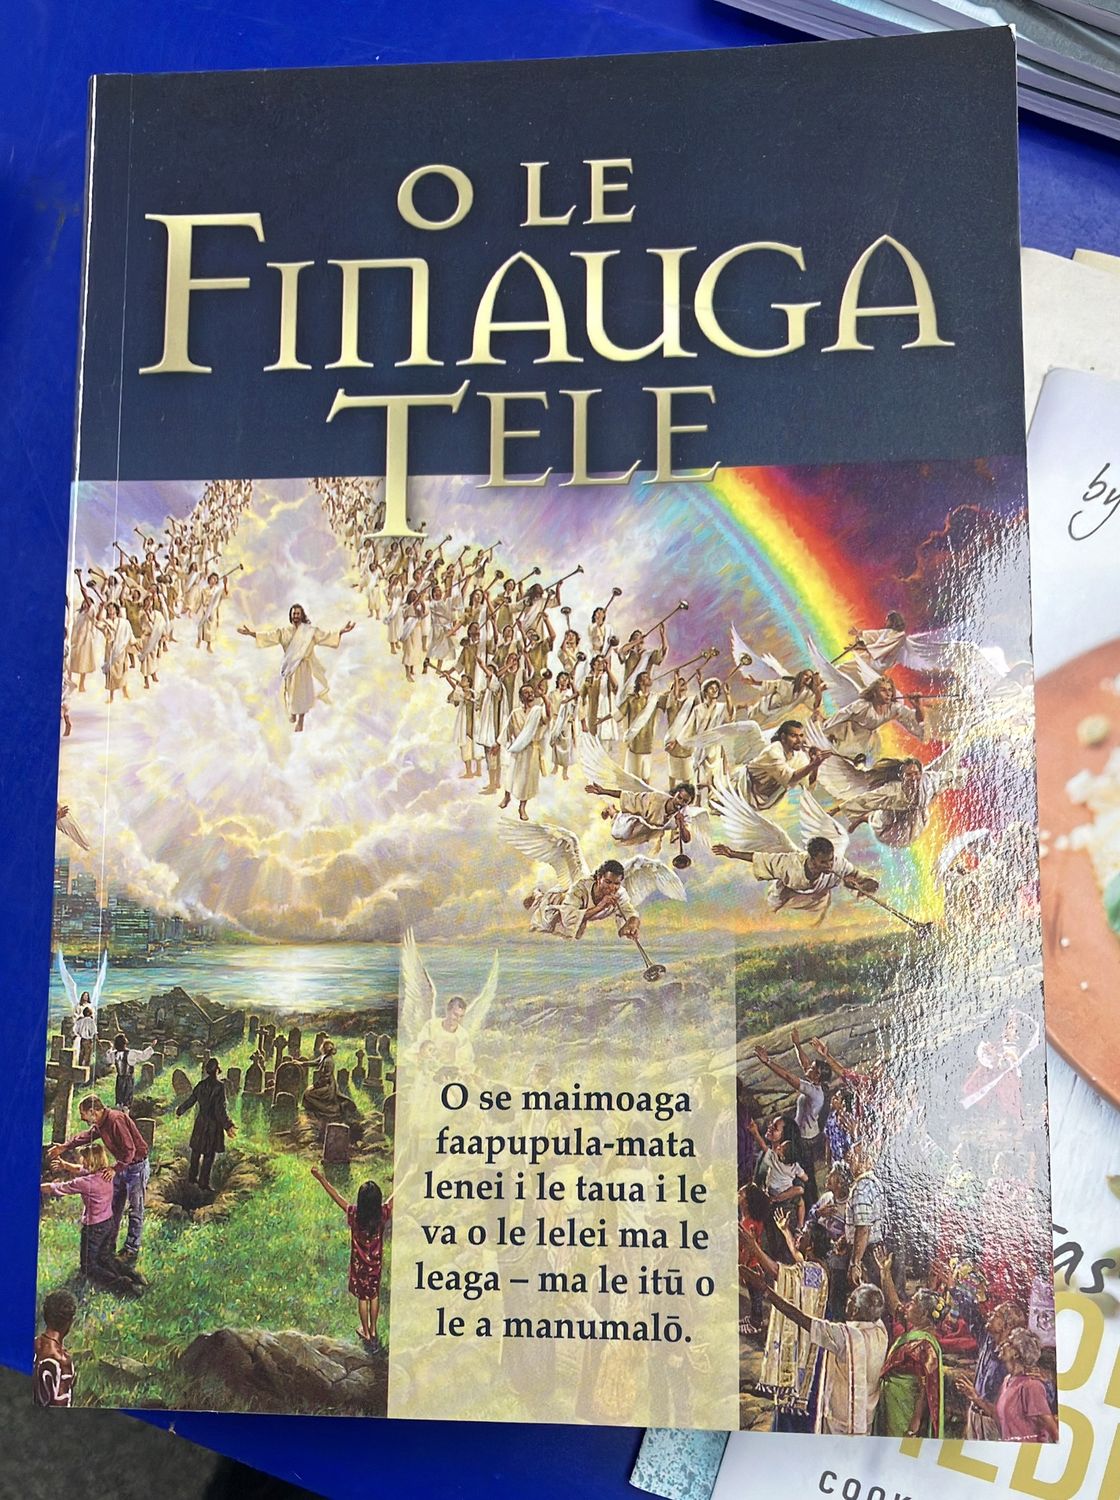 O LE
FINAUGA
TELE
O se maimoaga
faapupula-mata
lenei i le taua i le
va o le lelei ma le
leaga – ma le itū o
le a manumalō.
by